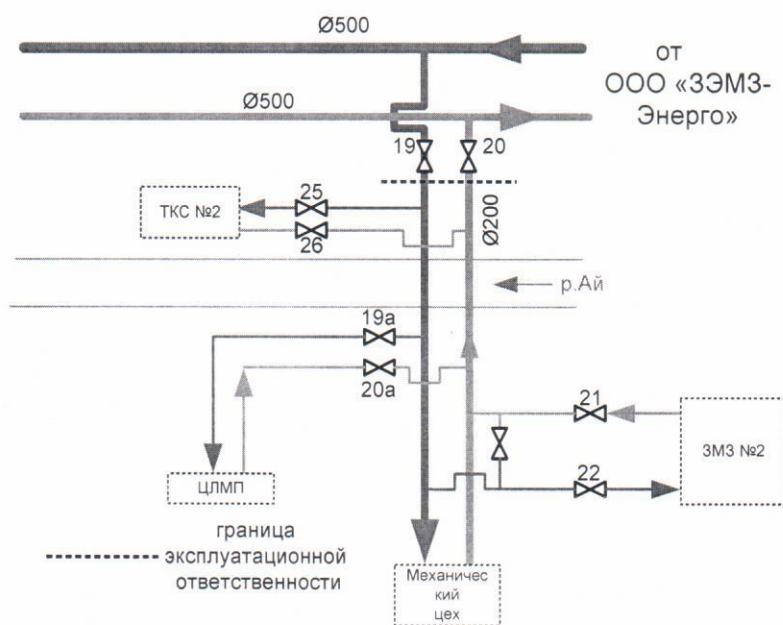 Ø500
от
ООО «ЗЭМЗ-
Энерго»
Ø500
19
20
25
ТКС №2
26
Ø200
р.Ай
19а
20а
21
ЗМЗ №2
22
ЦЛМП
граница
эксплуатационной
ответственности
Механичес
кий
цех